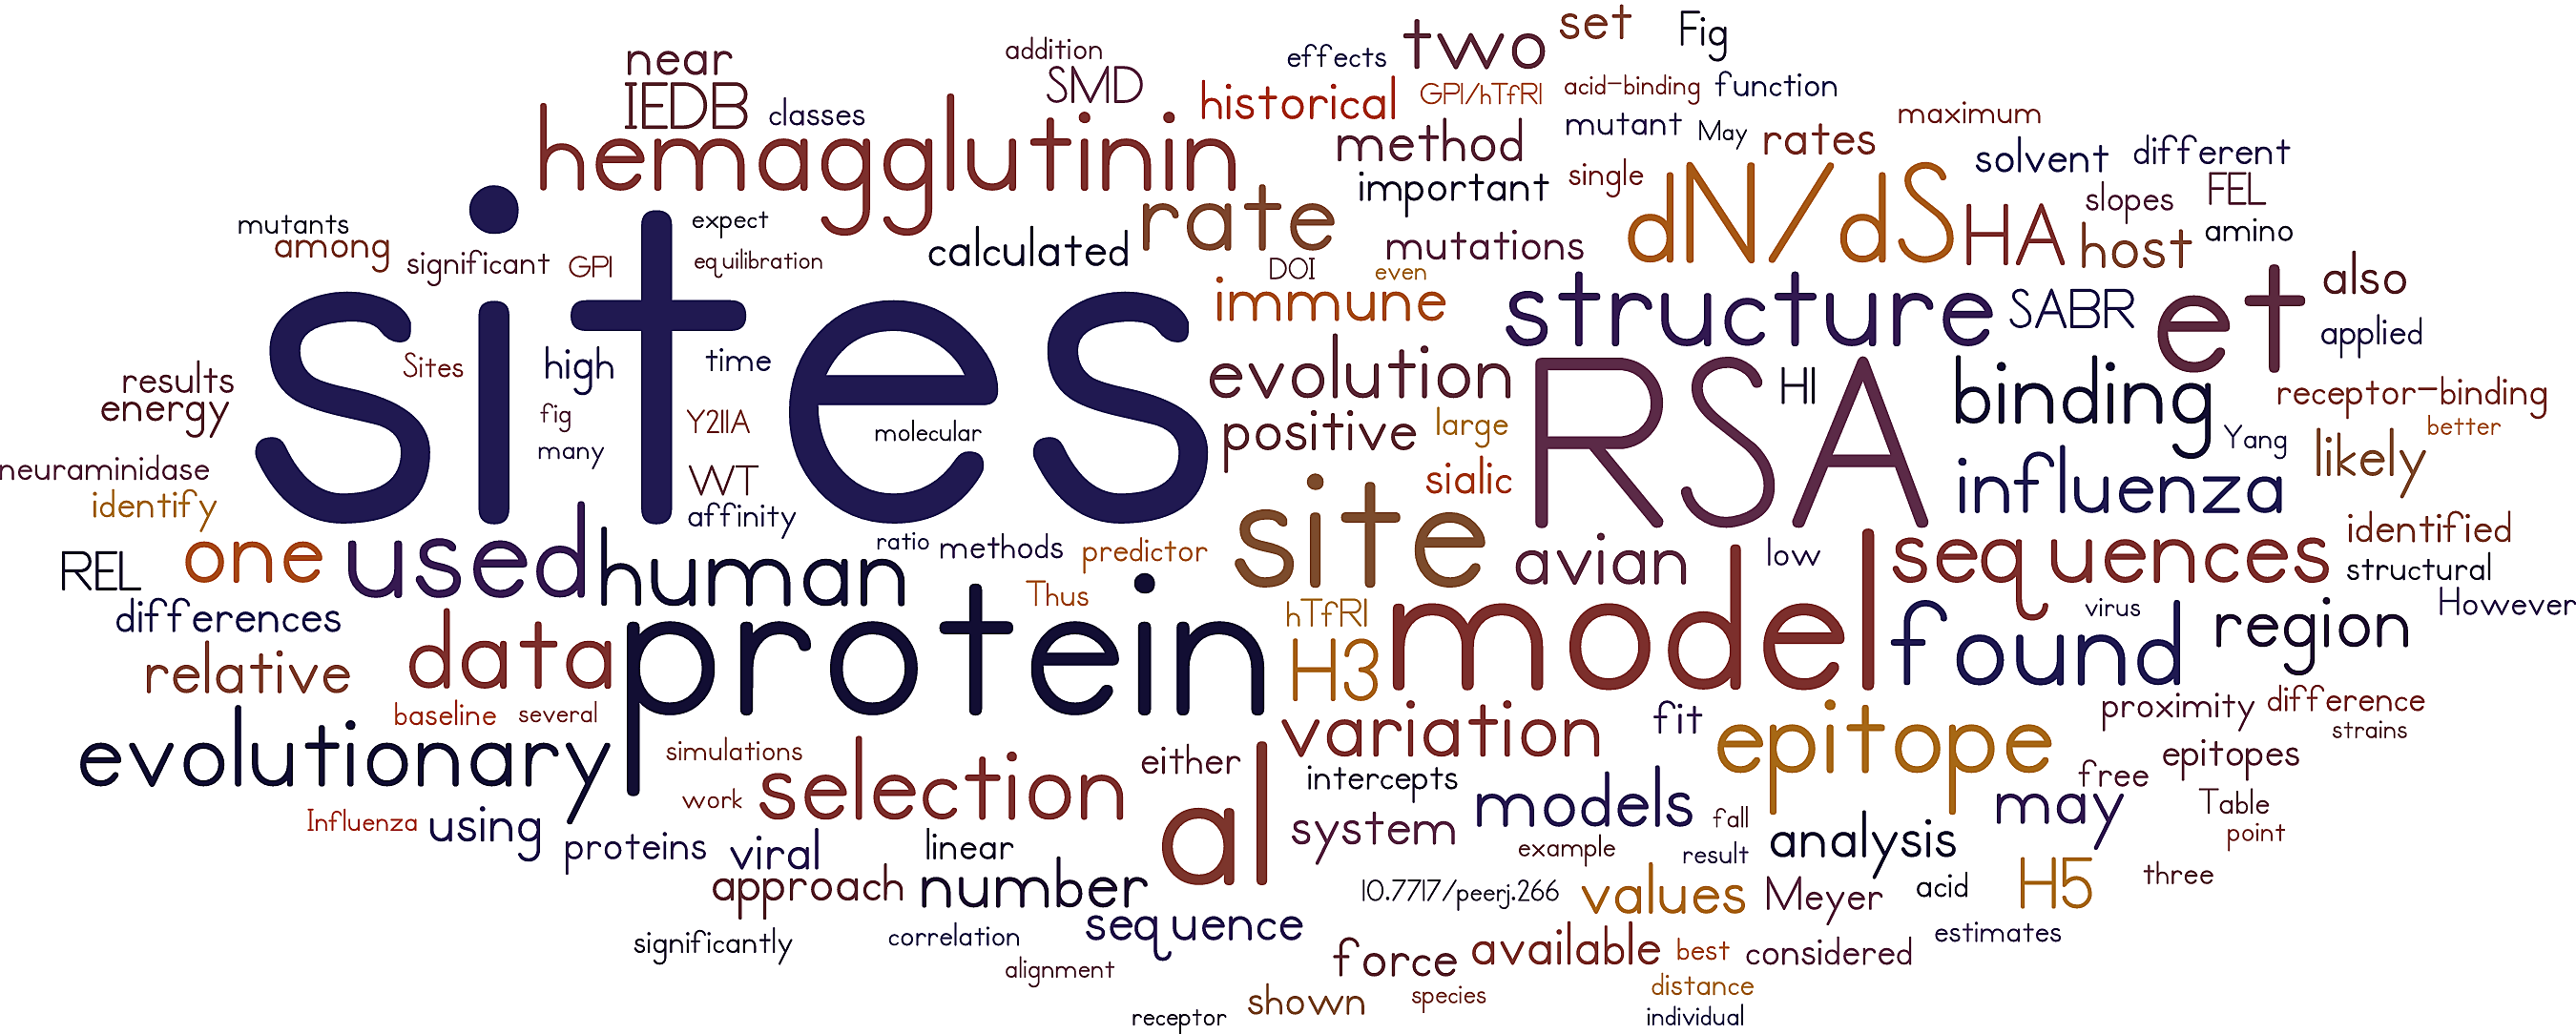 set
Fig
two
near
addition
effects
IEDB
SMD
historical
GPI/hTfR1
acid-binding
function
classes
hemagglutinin
method
mutant
May
rates
maximum
solvent
different
important
single
dN/dS
slopes
FEL
mutants
expect
rate
HA
host
amino
among
significant
GPI
equilibration
calculated
mutations
DOI
even
also
sites
immune
structure
SABR
et
applied
results
Sites
high
time
evolution
RSA
H1
binding
receptor-binding
energy
fig
Y211A
molecular
positive
large
Yang
better
many
likely
neuraminidase
WT
sialic
influenza
identify
affinity
site
identified
REL
one
used
human
ratio
methods
predictor
avian
low
sequences
structural
differences
Thus
hTfR1
virus
However
relative
data
protein
H3
model
found
region
baseline
several
variation
fit
epitope
proximity
difference
strains
evolutionary
simulations
selection
either
intercepts
epitopes
free
work
al
models
may
Table
Influenza
using
system
fall
analysis
point
proteins
viral
linear
example
result
approach
number
10.7717/peerj.266
values
Meyer
acid
H5
three
significantly
correlation
sequence
force
available
best
considered
estimates
alignment
distance
receptor
shown
species
individual